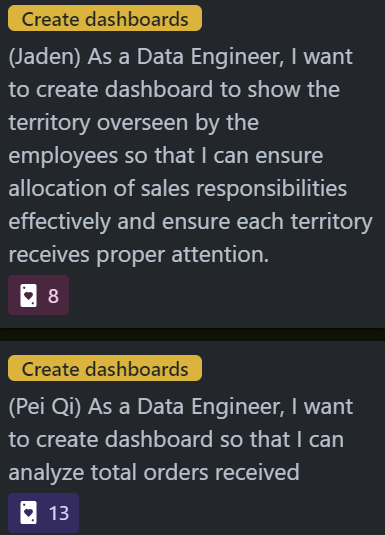 Create dashboards
(Jaden) As a Data Engineer, I want
to create dashboard to show the
territory overseen by the
employees so that I can ensure
allocation of sales responsibilities
effectively and ensure each territory
receives proper attention.
8
Create dashboards
(Pei Qi) As a Data Engineer, I want
to create dashboard so that I can
analyze total orders received
13